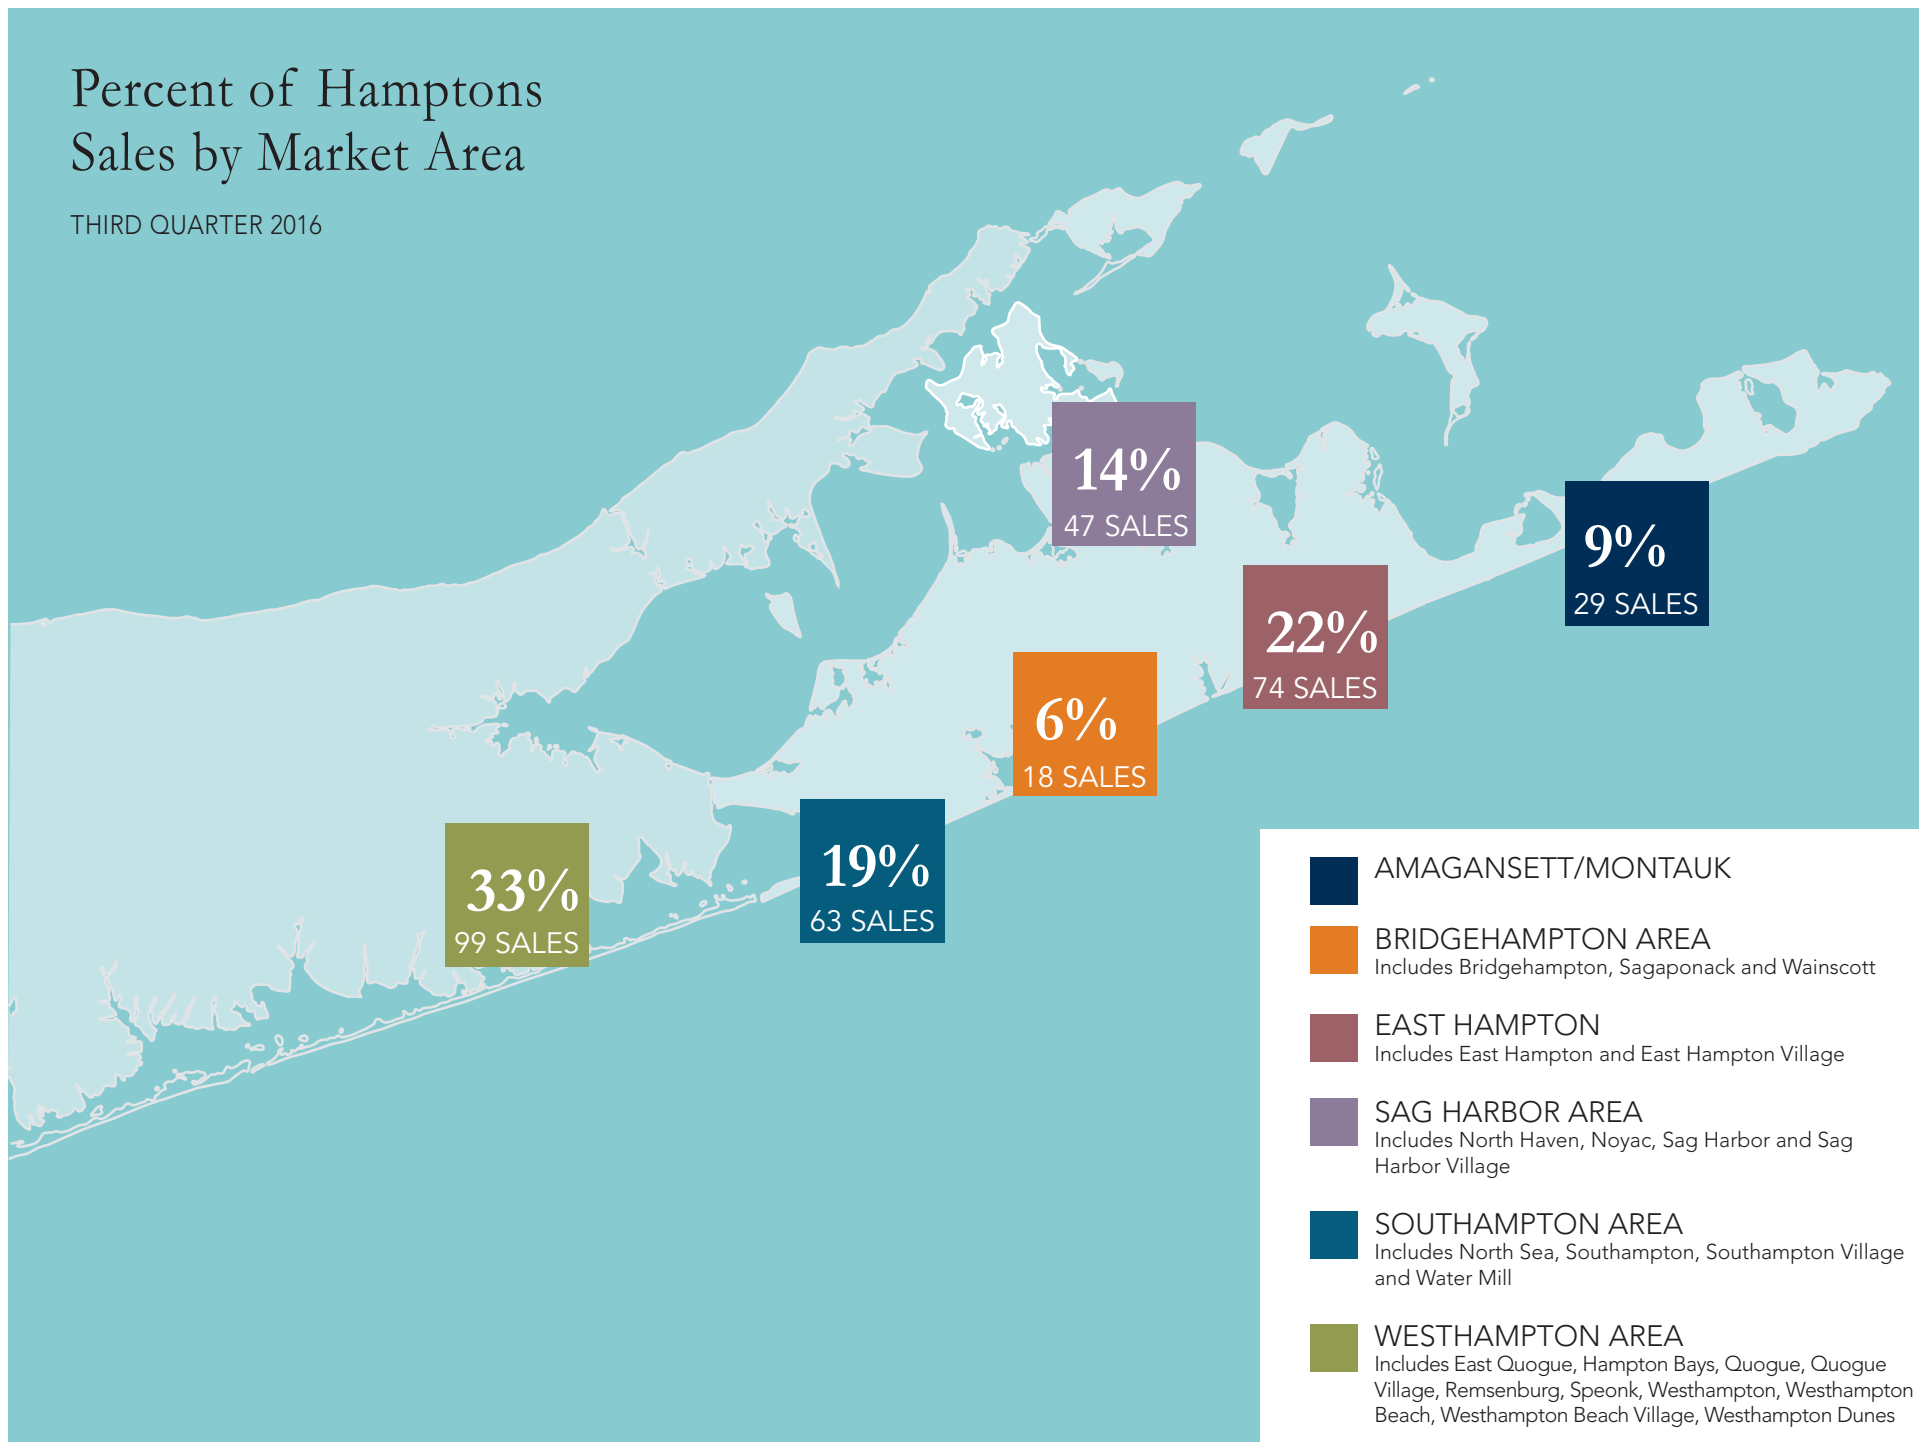 Percent of Hamptons
Sales by Market Area
THIRD QUARTER 2016
14%
47 SALES
9%
29 SALES
22%
74 SALES
6%
18 SALES
19%
63 SALES
33%
99 SALES
AMAGANSETT/MONTAUK
BRIDGEHAMPTON AREA
Includes Bridgehampton, Sagaponack and Wainscott
EAST HAMPTON
Includes East Hampton and East Hampton Village
SAG HARBOR AREA
Includes North Haven, Noyac, Sag Harbor and Sag
Harbor Village
SOUTHAMPTON AREA
Includes North Sea, Southampton, Southampton Village
and Water Mill
WESTHAMPTON AREA
Includes East Quogue, Hampton Bays, Quogue, Quogue
Village, Remsenburg, Speonk, Westhampton, Westhampton
Beach, Westhampton Beach Village, Westhampton Dunes